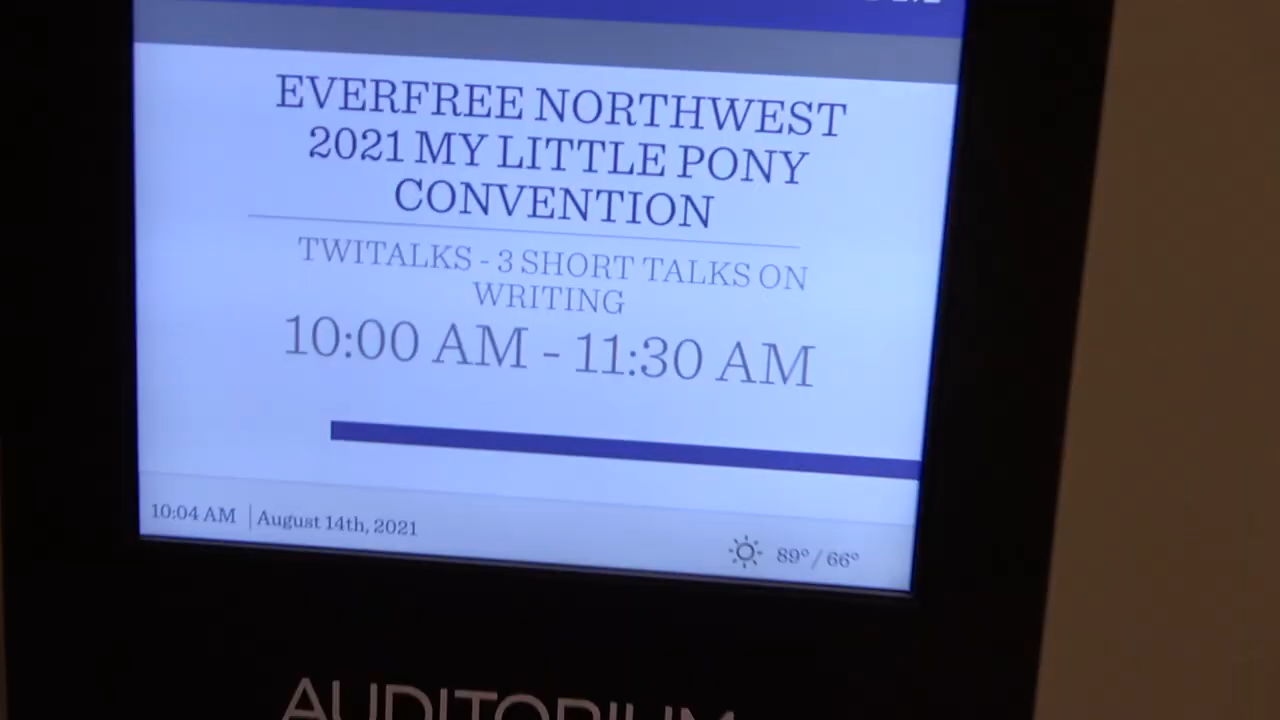 EVERFREE NORTHWEST
2021 MY LITTLE PONY
CONVENTION
TWITALKS - 3 SHORT TALKS ON
WRITING
10:00 AM - 11:30 AM
10:04 AM | August 14th, 2021
89° / 66°
AUDITORIUM